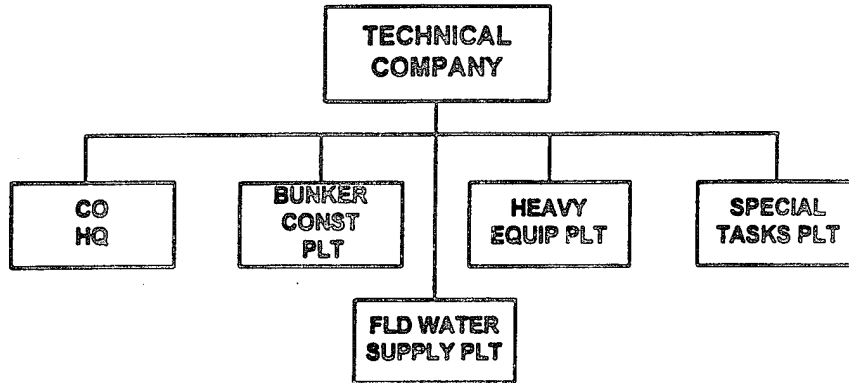 TECHNICAL
COMPANY
CO
HQ
BUNKER
CONST
PLT
HEAVY
EQUIP PLT
SPECIAL
TASKS PLT
FLD WATER
SUPPLY PLT